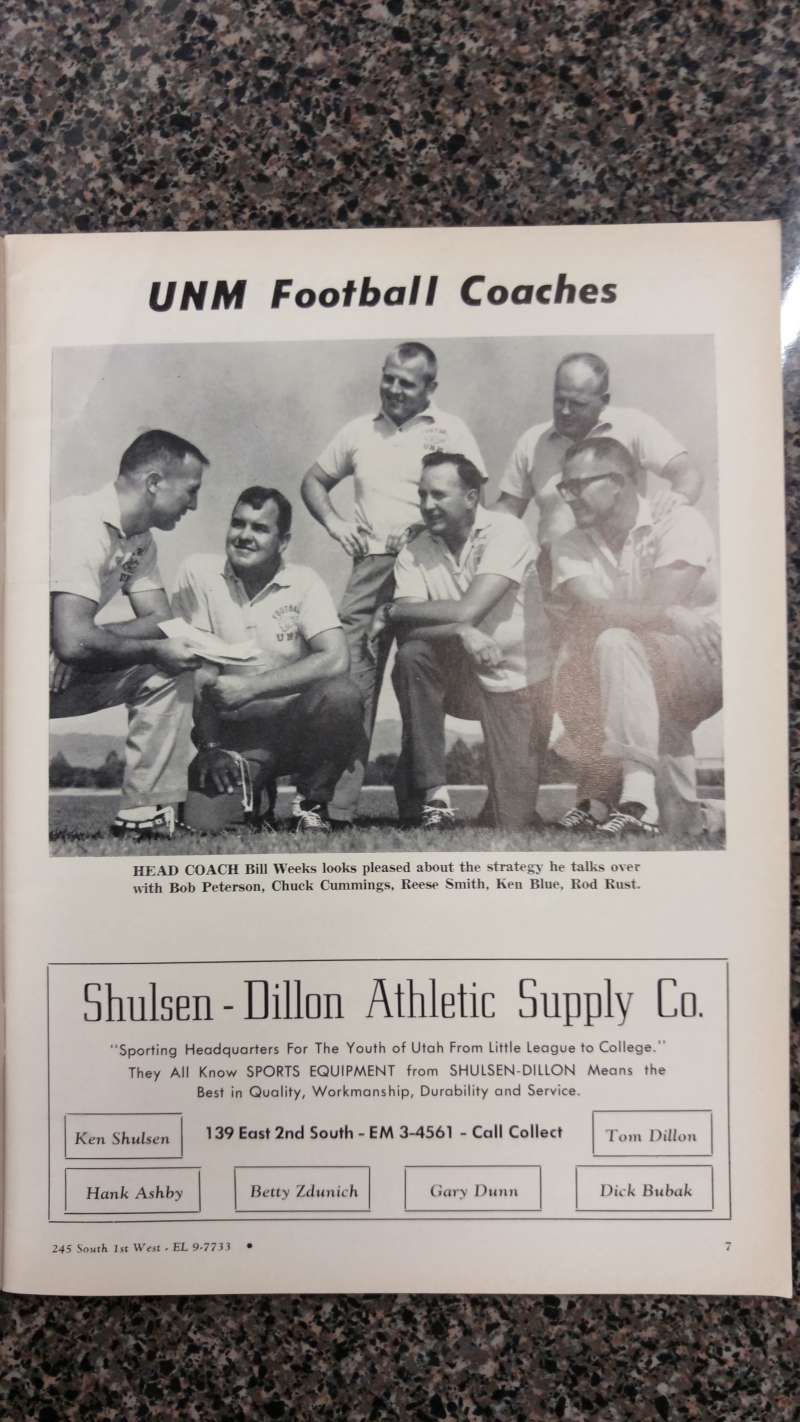 UNM Football Coaches
FOOTBALL
UNM
UNM
HEAD COACH Bill Weeks looks pleased about the strategy he talks over
with Bob Peterson, Chuck Cummings, Reese Smith, Ken Blue, Rod Rust.
Shulsen - Dillon Athletic Supply Co.
"Sporting Headquarters For The Youth of Utah From Little League to College."
They All Know SPORTS EQUIPMENT from SHULSEN-DILLON Means the
Best in Quality, Workmanship, Durability and Service.
Ken Shulsen
139 East 2nd South - EM 3-4561 - Call Collect
Tom Dillon
Hank Ashby
Betty Zdunich
Gary Dunn
Dick Bubak
245 South 1st West - EL 9-7733 •
7